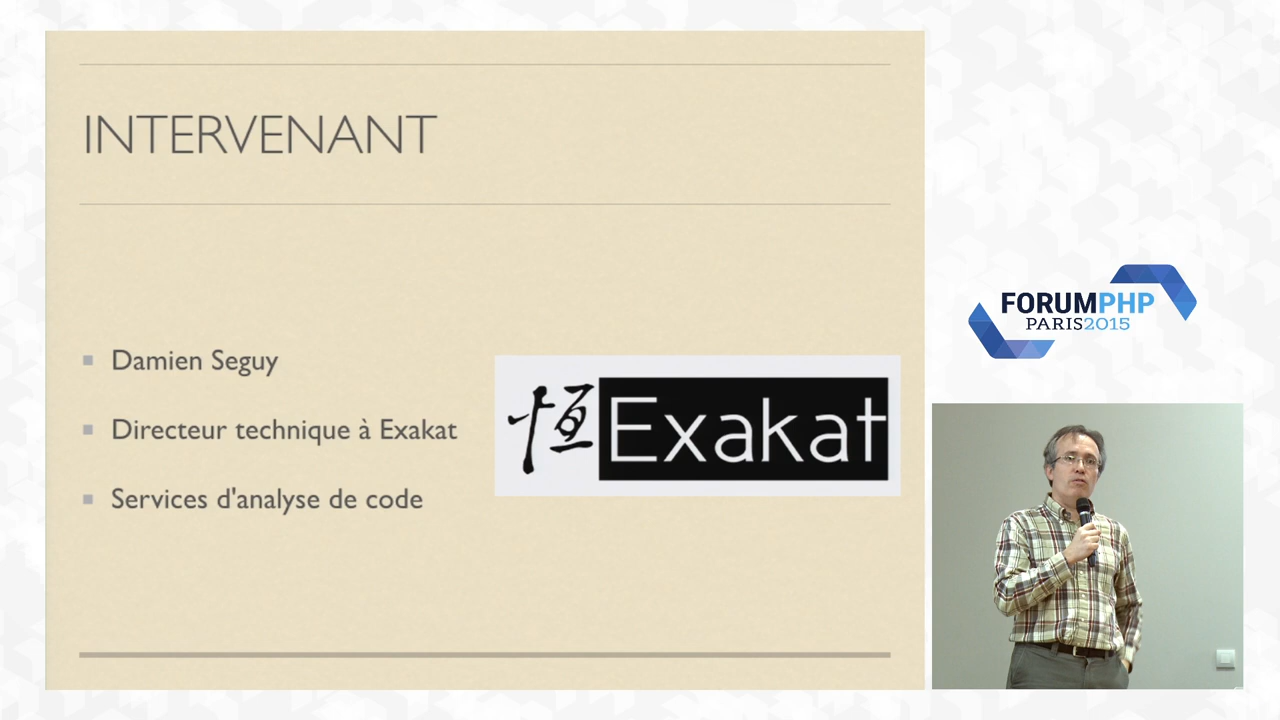 INTERVENANT
Damien Seguy
Directeur technique à Exakat
Services d'analyse de code
恒 Exakat
FORUMPHP
PARIS2015